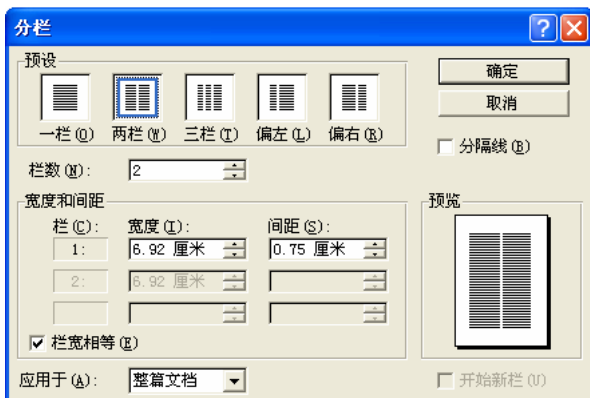 分栏
预设
确定
取消
一栏(O) 两栏(W) 三栏(T) 偏左(L) 偏右(R)
分隔线(B)
栏数(N): 2
宽度和间距
预览
栏(C): 宽度(I): 间距(S):
1: 6.92 厘米 0.75 厘米
2: 6.92 厘米
栏宽相等(E)
应用于(A): 整篇文档
开始新栏(U)